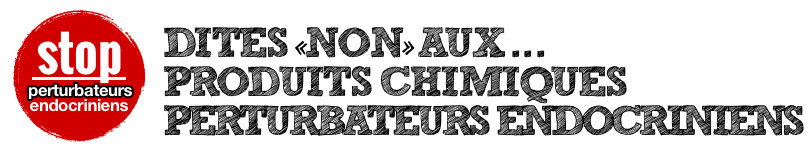 stop
perturbateurs
endocriniens
DITES «NON» AUX...
PRODUITS CHIMIQUES
PERTURBATEURS ENDOCRINIENS